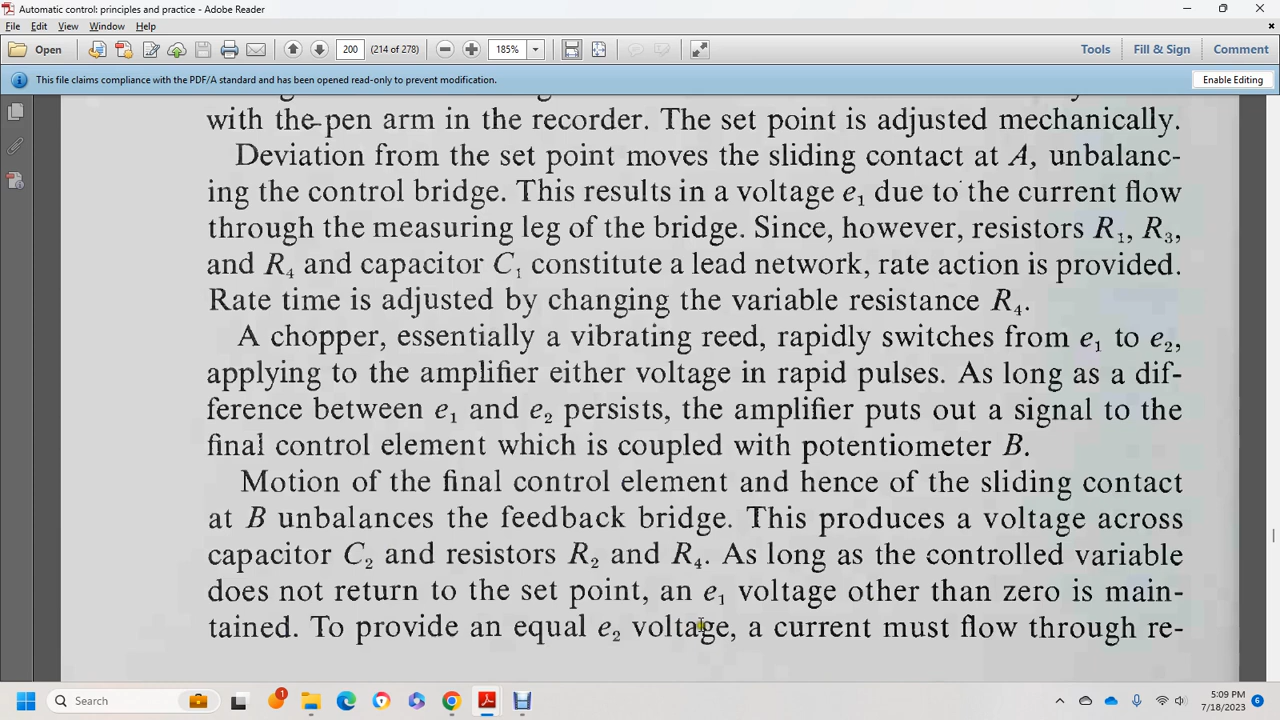 Automatic control: principles and practice - Adobe Reader
File Edit View Window Help
Open 200 (214 of 278) 185% Tools Fill & Sign Comment
This file claims compliance with the PDF/A standard and has been opened read-only to prevent modification. Enable Editing
with the pen arm in the recorder. The set point is adjusted mechanically.
Deviation from the set point moves the sliding contact at A, unbalanc-
ing the control bridge. This results in a voltage e₁ due to the current flow
through the measuring leg of the bridge. Since, however, resistors R₁, R₃,
and R₄ and capacitor C₁ constitute a lead network, rate action is provided.
Rate time is adjusted by changing the variable resistance R₄.
A chopper, essentially a vibrating reed, rapidly switches from e₁ to e₂,
applying to the amplifier either voltage in rapid pulses. As long as a dif-
ference between e₁ and e₂ persists, the amplifier puts out a signal to the
final control element which is coupled with potentiometer B.
Motion of the final control element and hence of the sliding contact
at B unbalances the feedback bridge. This produces a voltage across
capacitor C₂ and resistors R₂ and R₄. As long as the controlled variable
does not return to the set point, an e₁ voltage other than zero is main-
tained. To provide an equal e₂ voltage, a current must flow through re-
Search 1 5:09 PM
7/18/2023 6